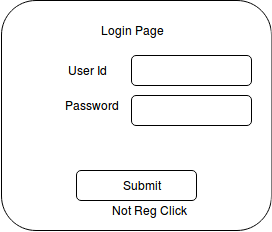 Login Page
User Id
Password
Submit
Not Reg Click